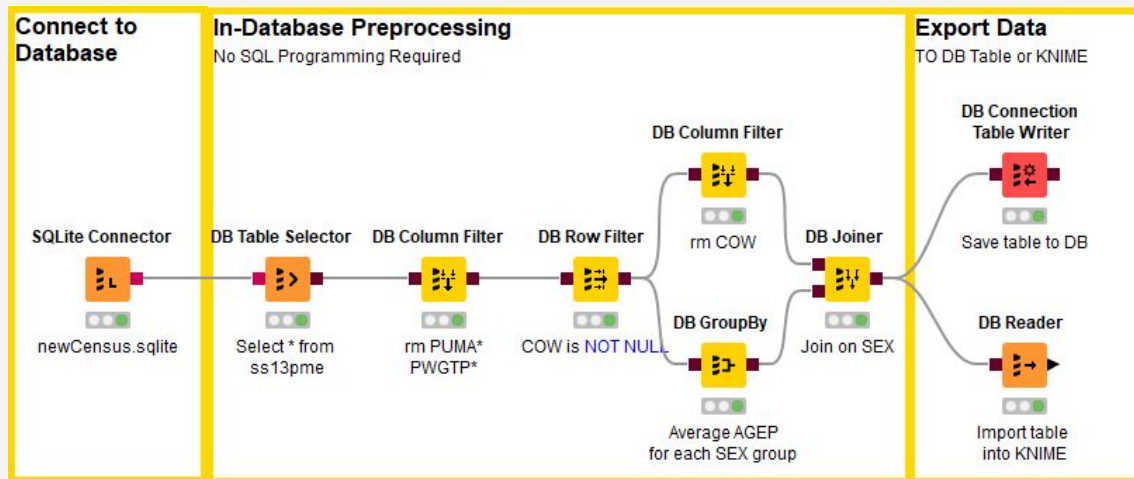 Connect to
Database
In-Database Preprocessing
No SQL Programming Required
Export Data
TO DB Table or KNIME
DB Column Filter
DB Connection
Table Writer
rm COW
Save table to DB
SQLite Connector
DB Table Selector
DB Column Filter
DB Row Filter
DB Joiner
newCensus.sqlite
Select * from
ss13pme
rm PUMA*
PWGTP*
COW is NOT NULL
Join on SEX
DB GroupBy
DB Reader
Average AGEP
for each SEX group
Import table
into KNIME